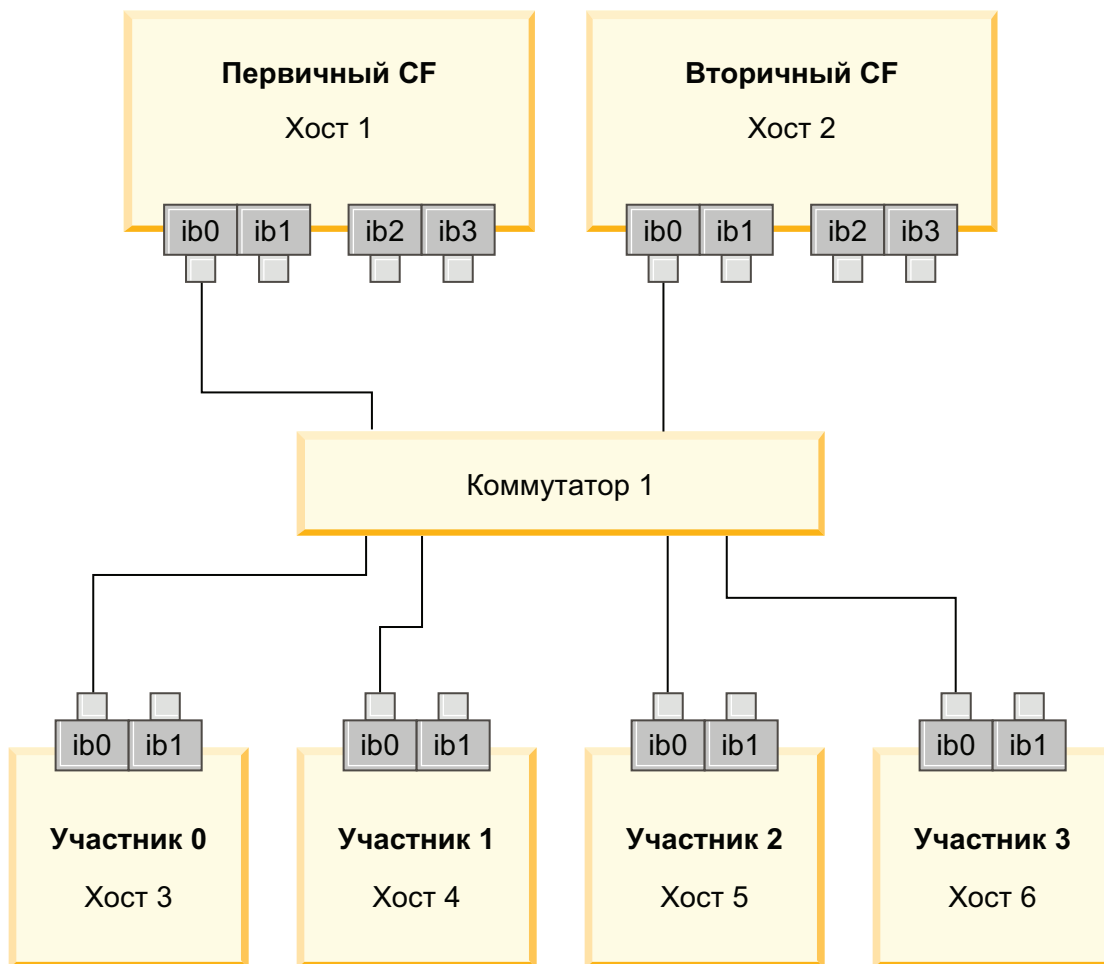 Первичный CF
Хост 1
Вторичный CF
Хост 2
ib0 ib1 ib2 ib3
ib0 ib1 ib2 ib3
Коммутатор 1
ib0 ib1
ib0 ib1
ib0 ib1
ib0 ib1
Участник 0
Хост 3
Участник 1
Хост 4
Участник 2
Хост 5
Участник 3
Хост 6